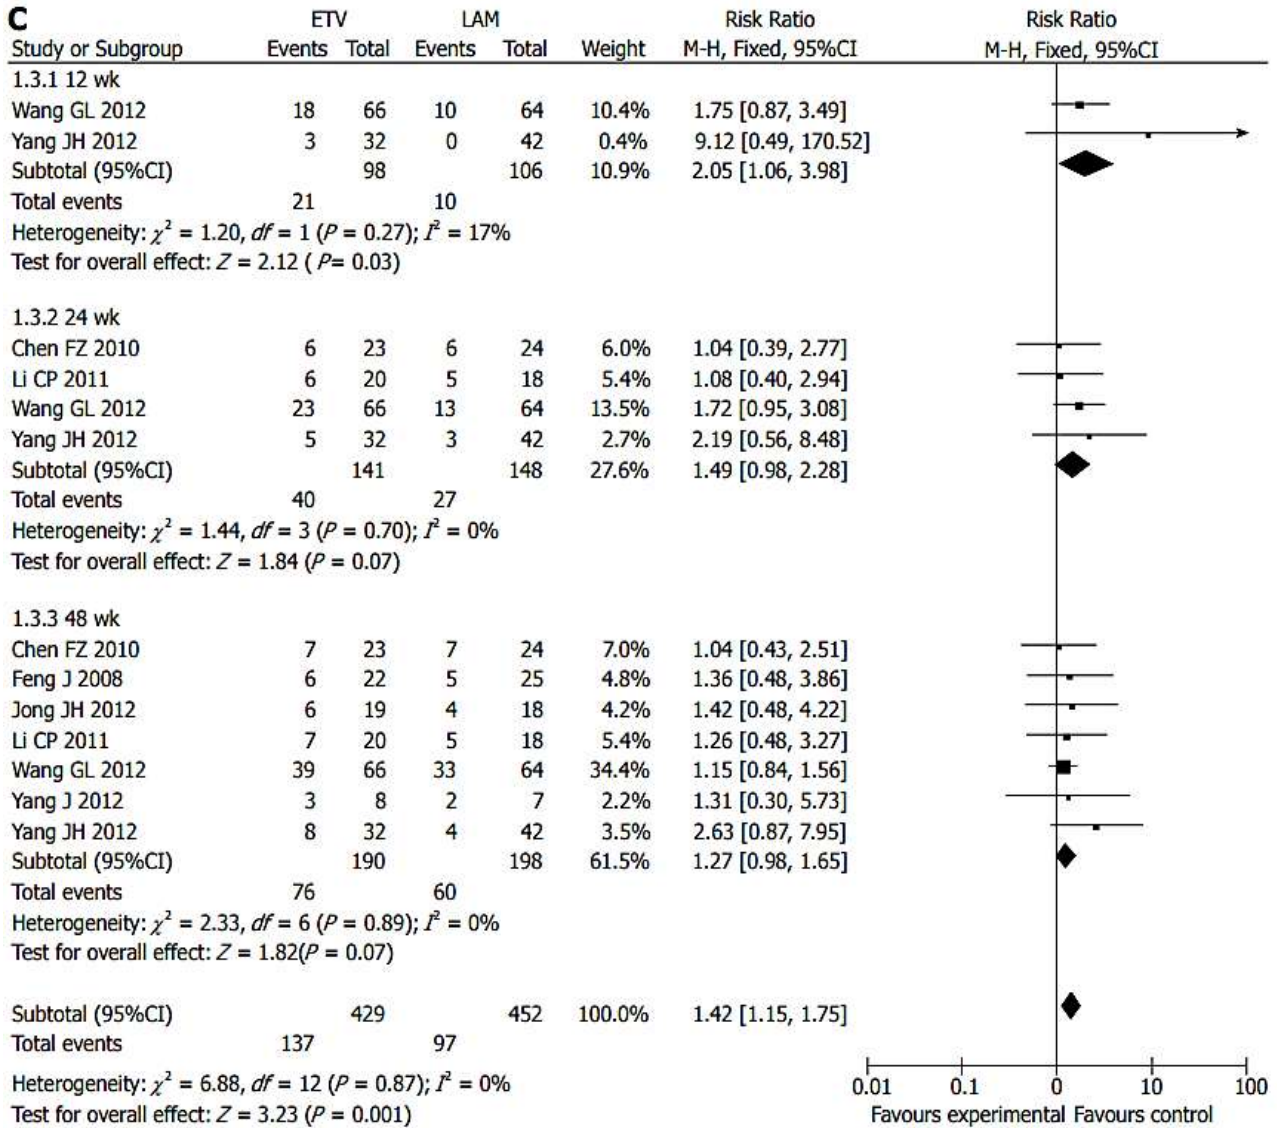 C
ETV LAM Risk Ratio Risk Ratio
Study or Subgroup Events Total Events Total Weight M-H, Fixed, 95%CI M-H, Fixed, 95%CI
1.3.1 12 wk
Wang GL 2012 18 66 10 64 10.4% 1.75 [0.87, 3.49]
Yang JH 2012 3 32 0 42 0.4% 9.12 [0.49, 170.52]
Subtotal (95%CI) 98 106 10.9% 2.05 [1.06, 3.98]
Total events 21 10
Heterogeneity: χ² = 1.20, df = 1 (P = 0.27); I² = 17%
Test for overall effect: Z = 2.12 ( P= 0.03)
1.3.2 24 wk
Chen FZ 2010 6 23 6 24 6.0% 1.04 [0.39, 2.77]
Li CP 2011 6 20 5 18 5.4% 1.08 [0.40, 2.94]
Wang GL 2012 23 66 13 64 13.5% 1.72 [0.95, 3.08]
Yang JH 2012 5 32 3 42 2.7% 2.19 [0.56, 8.48]
Subtotal (95%CI) 141 148 27.6% 1.49 [0.98, 2.28]
Total events 40 27
Heterogeneity: χ² = 1.44, df = 3 (P = 0.70); I² = 0%
Test for overall effect: Z = 1.84 (P = 0.07)
1.3.3 48 wk
Chen FZ 2010 7 23 7 24 7.0% 1.04 [0.43, 2.51]
Feng J 2008 6 22 5 25 4.8% 1.36 [0.48, 3.86]
Jong JH 2012 6 19 4 18 4.2% 1.42 [0.48, 4.22]
Li CP 2011 7 20 5 18 5.4% 1.26 [0.48, 3.27]
Wang GL 2012 39 66 33 64 34.4% 1.15 [0.84, 1.56]
Yang J 2012 3 8 2 7 2.2% 1.31 [0.30, 5.73]
Yang JH 2012 8 32 4 42 3.5% 2.63 [0.87, 7.95]
Subtotal (95%CI) 190 198 61.5% 1.27 [0.98, 1.65]
Total events 76 60
Heterogeneity: χ² = 2.33, df = 6 (P = 0.89); I² = 0%
Test for overall effect: Z = 1.82(P = 0.07)
Subtotal (95%CI) 429 452 100.0% 1.42 [1.15, 1.75]
Total events 137 97
Heterogeneity: χ² = 6.88, df = 12 (P = 0.87); I² = 0%
Test for overall effect: Z = 3.23 (P = 0.001)
0.01 0.1 0 10 100
Favours experimental Favours control